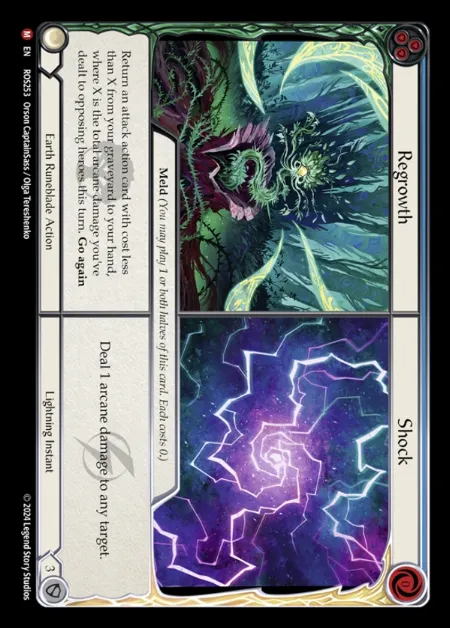 Regrowth
Shock
0
Meld (You may play 1 or both halves of this card. Each costs 0.)
Return an attack action card with cost less
than X from your graveyard to your hand,
where X is the total arcane damage you've
dealt to opposing heroes this turn. Go again
Deal 1 arcane damage to any target.
Earth Runeblade Action
Lightning Instant
3
M EN ROS253 Orson CaptainSass / Olga Tereshenko
© 2024 Legend Story Studios